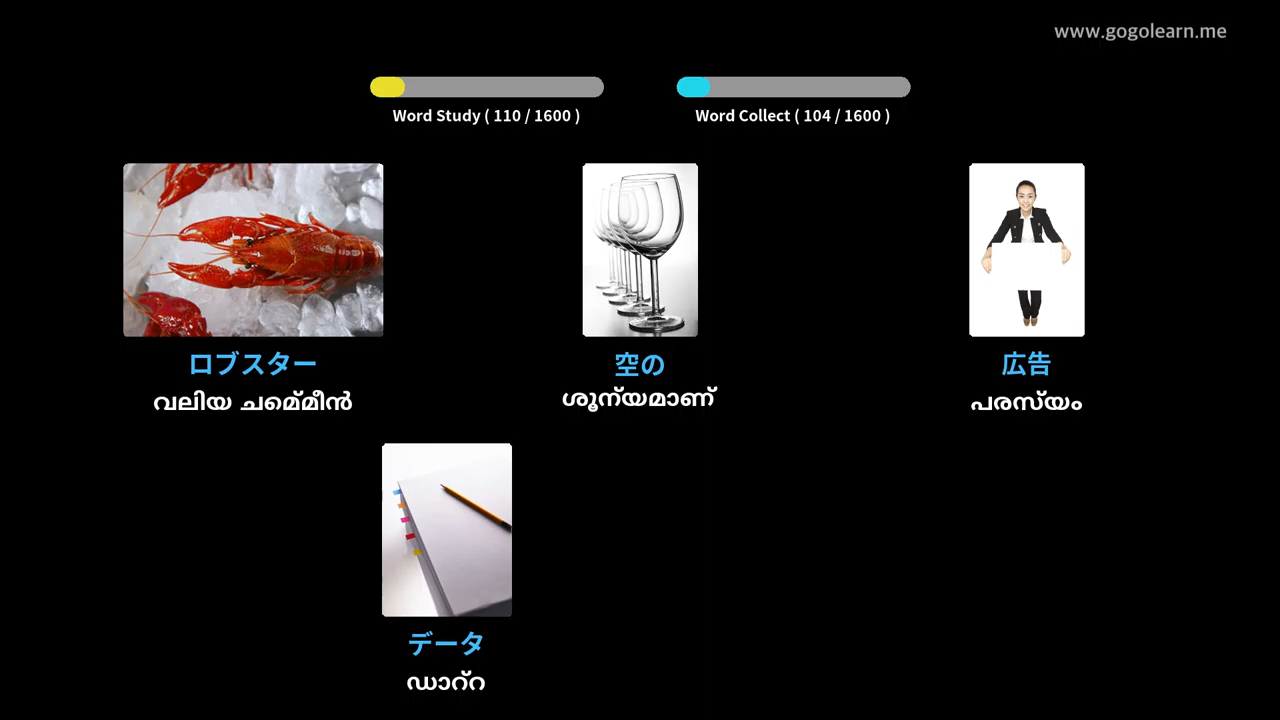 www.gogolearn.me
Word Study ( 110 / 1600 )
Word Collect ( 104 / 1600 )
ロブスター
വലിയ ചമ്മെീൻ
空の
ശൂന്യമാണ്
広告
പരസ്യം
データ
ഡാറ്റ